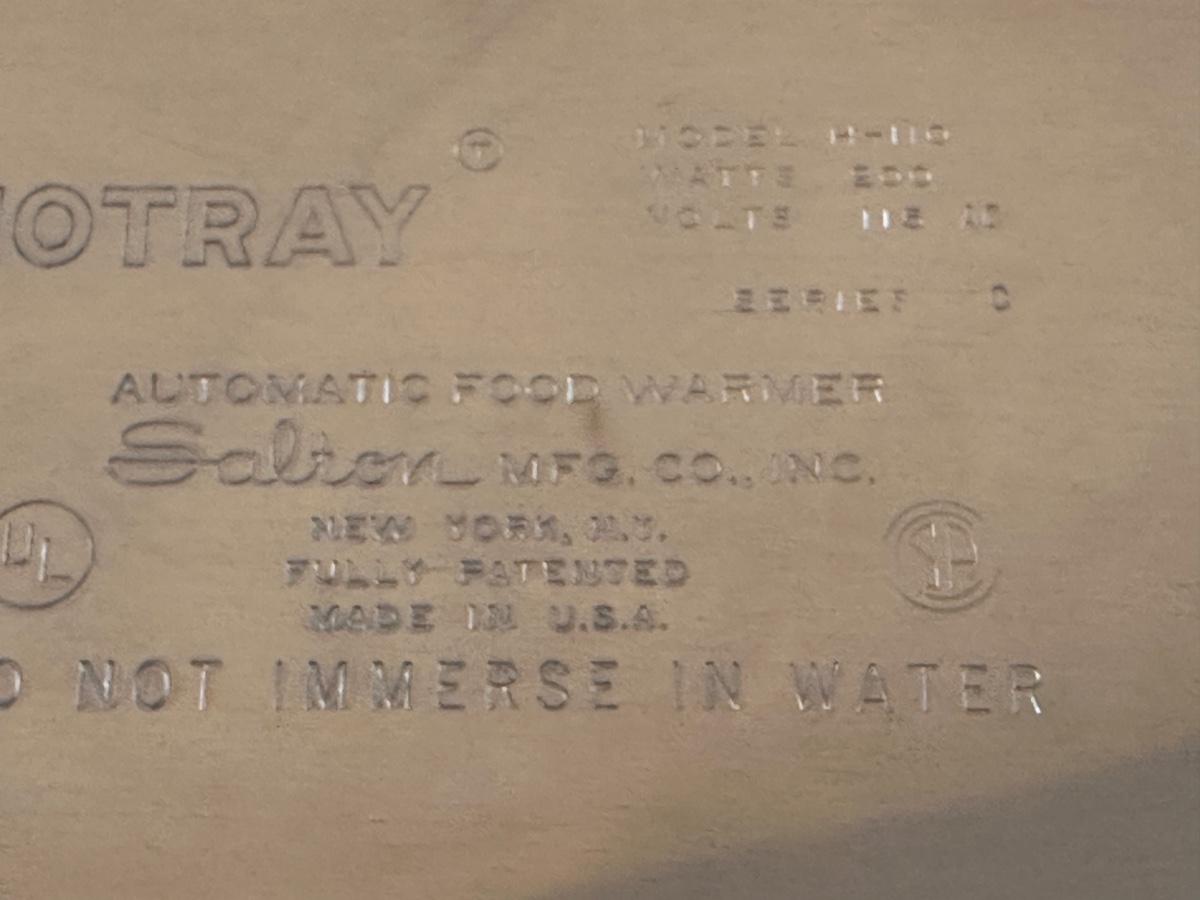 OTRAY ®
MODEL H-110
WATTS 200
VOLTS 115 AC
SERIES C
AUTOMATIC FOOD WARMER
Salton MFG. CO., INC.
UL
NEW YORK, N.Y.
FULLY PATENTED
MADE IN U.S.A.
O NOT IMMERSE IN WATER